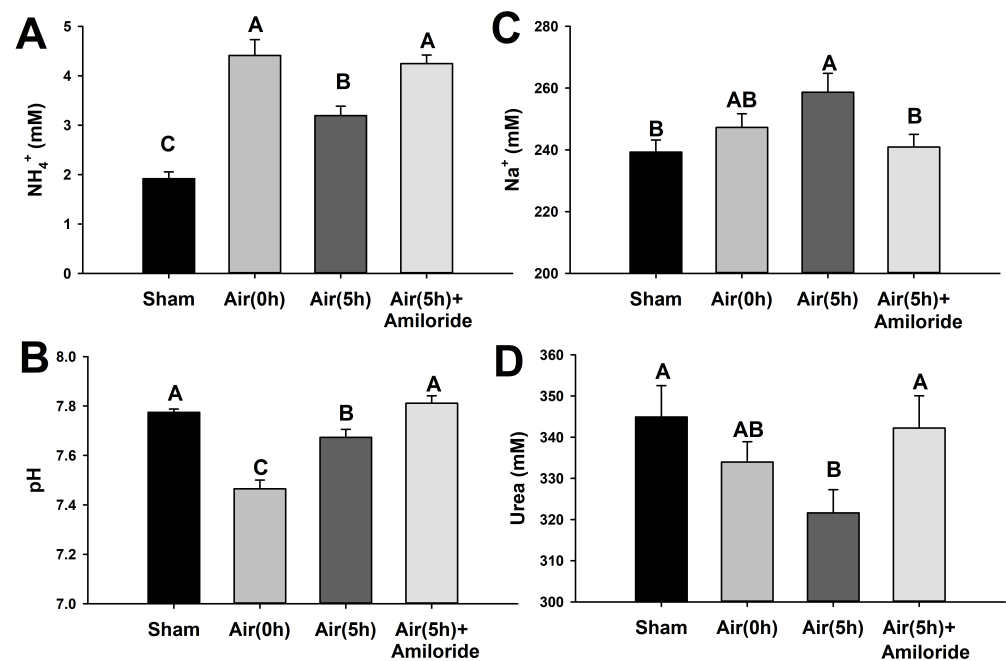 A
NH₄⁺ (mM)
5
4
3
2
1
0
C
A
B
A
Sham
Air(0h)
Air(5h)
Air(5h)+
Amiloride
C
Na⁺ (mM)
280
260
240
220
200
B
AB
A
B
Sham
Air(0h)
Air(5h)
Air(5h)+
Amiloride
B
pH
8.0
7.8
7.6
7.4
7.2
7.0
A
C
B
A
Sham
Air(0h)
Air(5h)
Air(5h)+
Amiloride
D
Urea (mM)
360
350
340
330
320
310
300
A
AB
B
A
Sham
Air(0h)
Air(5h)
Air(5h)+
Amiloride